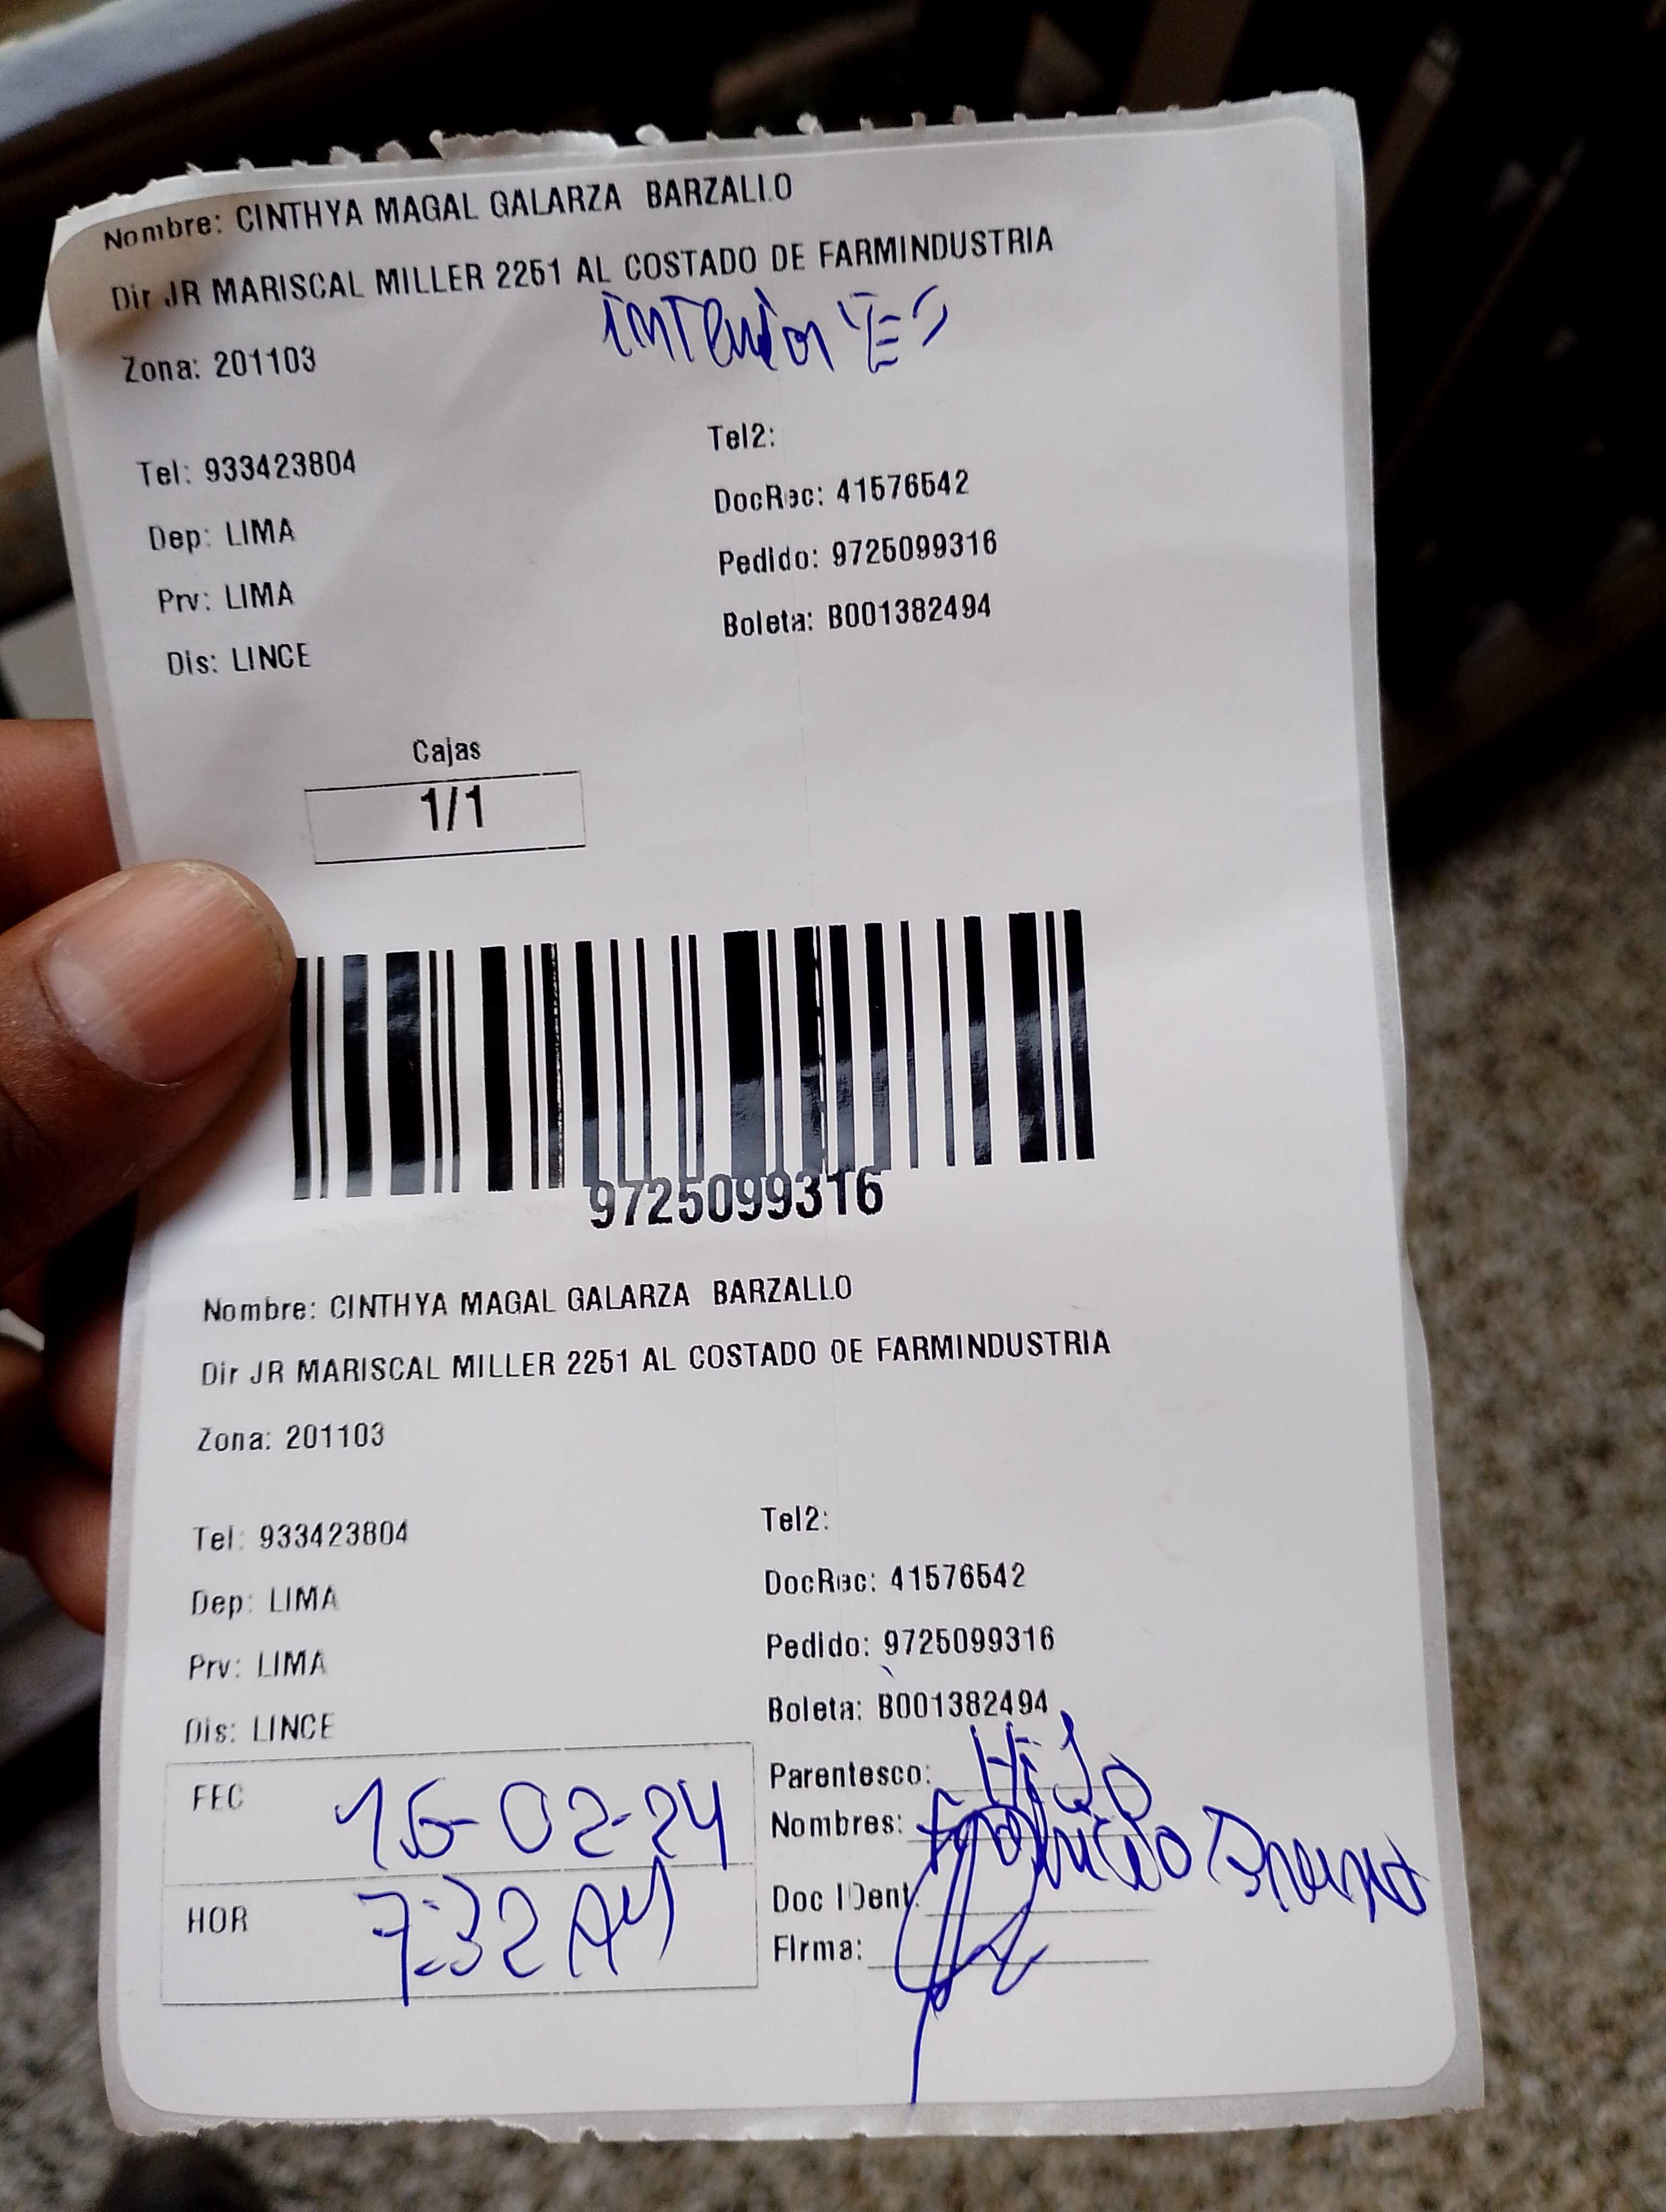 Nombre: CINTHYA MAGAL GALARZA BARZALLO
Dir JR MARISCAL MILLER 2251 AL COSTADO DE FARMINDUSTRIA
Zona: 201103
Tel: 933423804
Tel2:
Dep: LIMA
DocRec: 41576542
Prv: LIMA
Pedido: 9725099316
Dis: LINCE
Boleta: B001382494
Cajas
1/1
9725099316
Nombre: CINTHYA MAGAL GALARZA BARZALLO
Dir JR MARISCAL MILLER 2251 AL COSTADO DE FARMINDUSTRIA
Zona: 201103
Tel: 933423804
Tel2:
Dep: LIMA
DocRec: 41576542
Prv: LIMA
Pedido: 9725099316
Dis: LINCE
Boleta: B001382494
FEC 16-02-24
Parentesco: HiJo
Nombres:
HOR 7:32 AM
Doc IDent:
Firma: